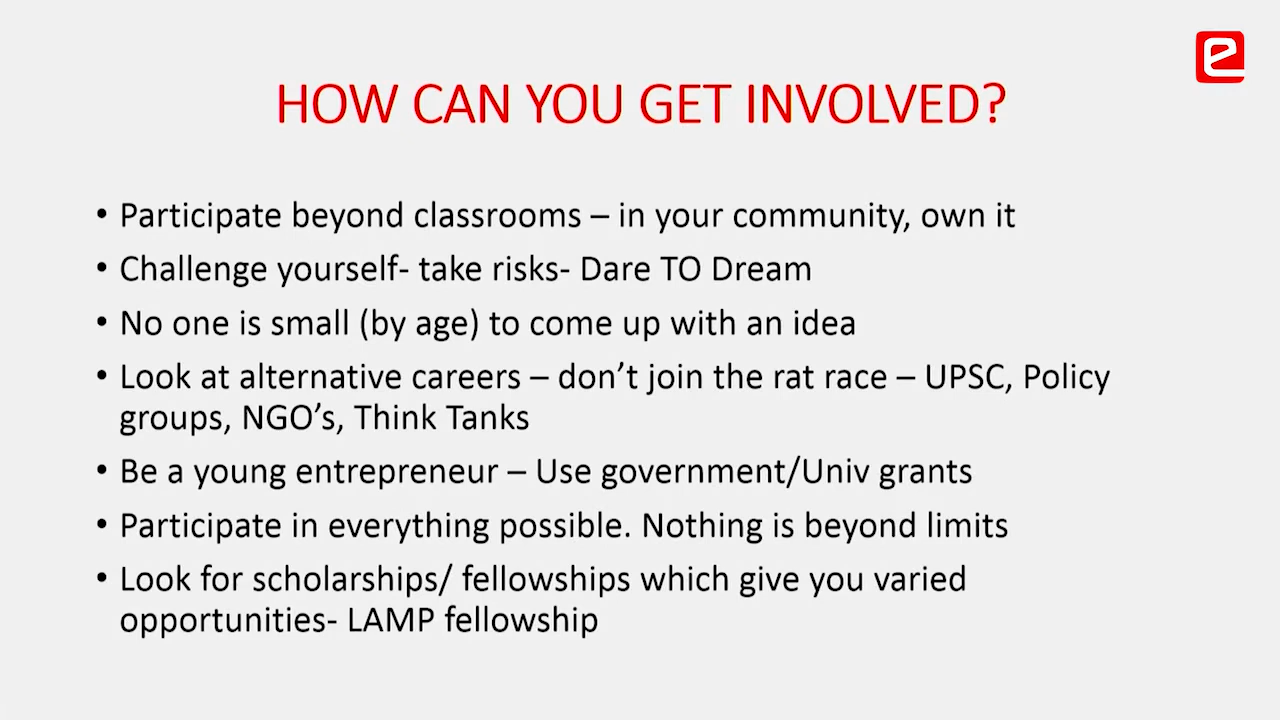 HOW CAN YOU GET INVOLVED?
• Participate beyond classrooms – in your community, own it
• Challenge yourself- take risks- Dare TO Dream
• No one is small (by age) to come up with an idea
• Look at alternative careers – don’t join the rat race – UPSC, Policy
groups, NGO’s, Think Tanks
• Be a young entrepreneur – Use government/Univ grants
• Participate in everything possible. Nothing is beyond limits
• Look for scholarships/ fellowships which give you varied
opportunities- LAMP fellowship
e